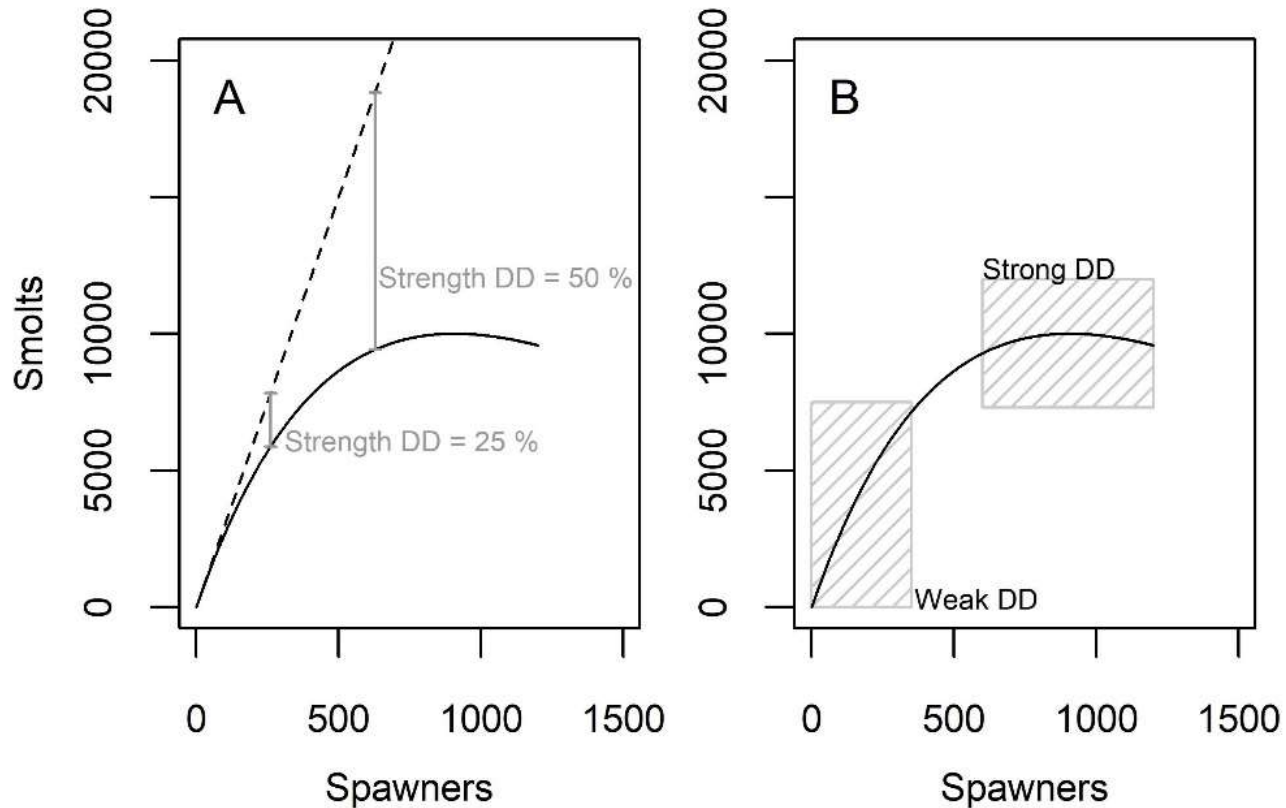 A
Strength DD = 50 %
Strength DD = 25 %
Smolts
0
5000
10000
20000
0
500
1000
1500
Spawners
B
Strong DD
Weak DD
0
5000
10000
20000
0
500
1000
1500
Spawners